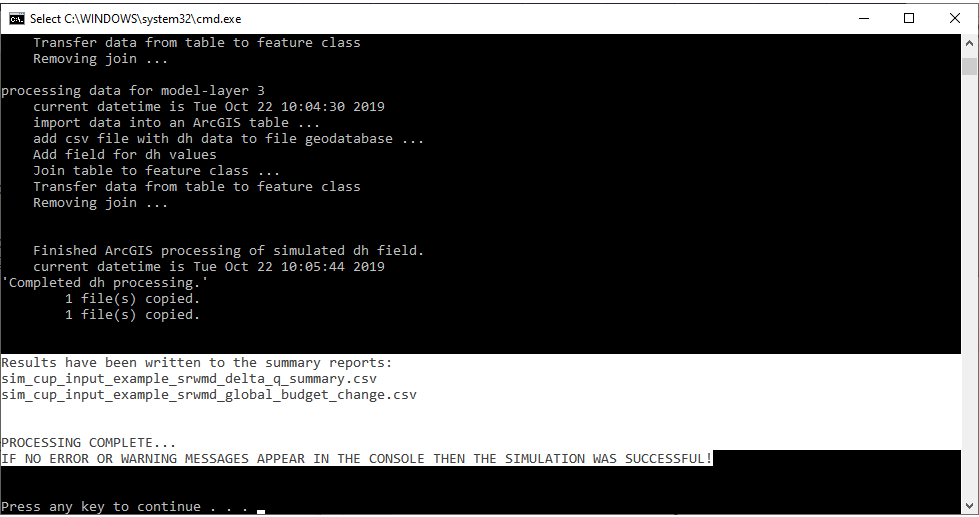 Select C:\WINDOWS\system32\cmd.exe
Transfer data from table to feature class
Removing join ...
processing data for model-layer 3
current datetime is Tue Oct 22 10:04:30 2019
import data into an ArcGIS table ...
add csv file with dh data to file geodatabase ...
Add field for dh values
Join table to feature class ...
Transfer data from table to feature class
Removing join ...
Finished ArcGIS processing of simulated dh field.
current datetime is Tue Oct 22 10:05:44 2019
'Completed dh processing.'
1 file(s) copied.
1 file(s) copied.
Results have been written to the summary reports:
sim_cup_input_example_srwmd_delta_q_summary.csv
sim_cup_input_example_srwmd_global_budget_change.csv
PROCESSING COMPLETE...
IF NO ERROR OR WARNING MESSAGES APPEAR IN THE CONSOLE THEN THE SIMULATION WAS SUCCESSFUL!
Press any key to continue . . .